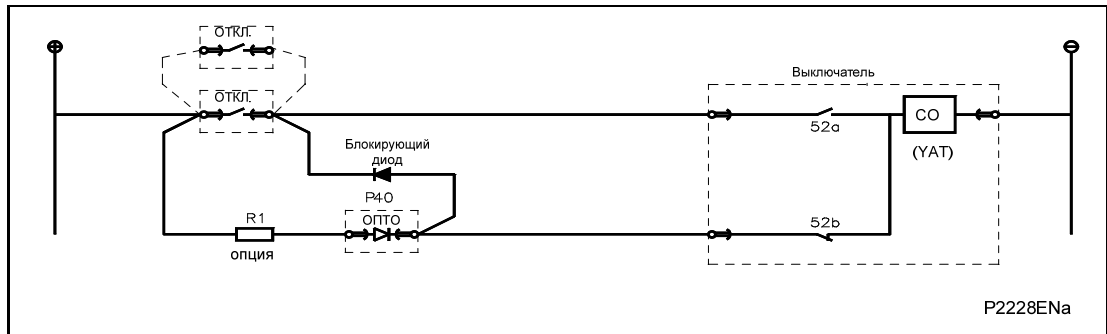 ОТКЛ.
Выключатель
ОТКЛ.
52a
CO
(YAT)
Блокирующий
диод
P40
R1
ОПТО
52b
опция
P2228ENa